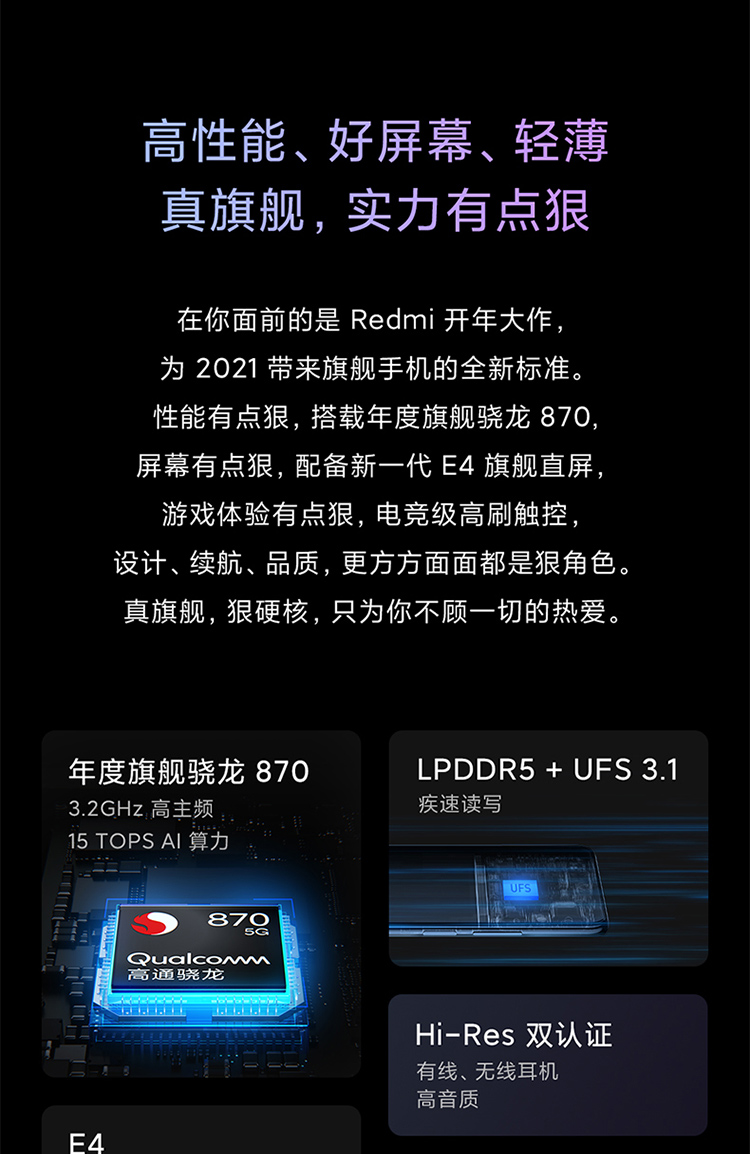 高性能、好屏幕、轻薄
真旗舰，实力有点狠
在你面前的是 Redmi 开年大作，
为 2021 带来旗舰手机的全新标准。
性能有点狠，搭载年度旗舰骁龙 870，
屏幕有点狠，配备新一代 E4 旗舰直屏，
游戏体验有点狠，电竞级高刷触控，
设计、续航、品质，更方方面面都是狠角色。
真旗舰，狠硬核，只为你不顾一切的热爱。
年度旗舰骁龙 870
3.2GHz 高主频
15 TOPS AI 算力
870
5G
Qualcomm
高通骁龙
LPDDR5 + UFS 3.1
疾速读写
UFS
Hi-Res 双认证
有线、无线耳机
高音质
E4